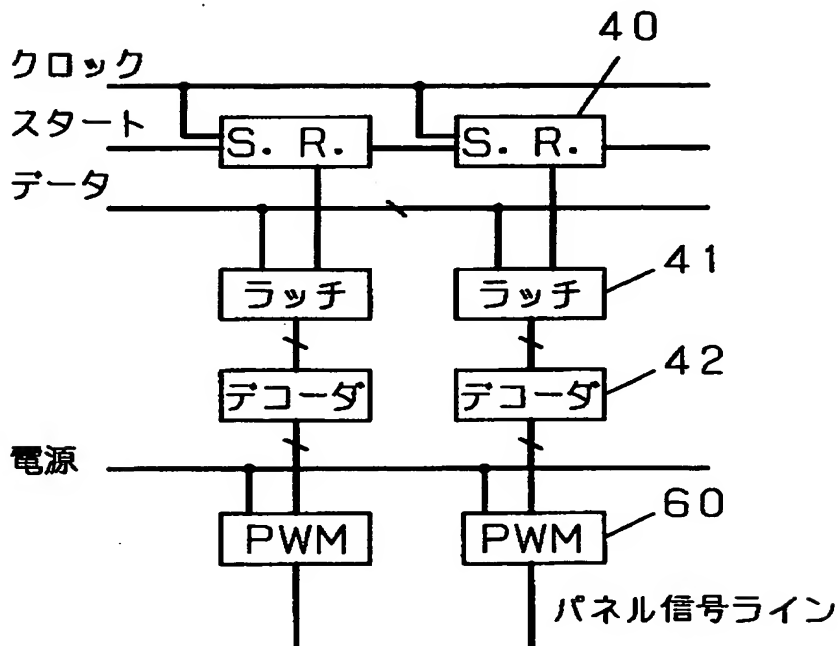 40
クロック
スタート
S. R. S. R.
データ
41
ラッチ ラッチ
42
デコーダ デコーダ
電源
60
PWM PWM
パネル信号ライン